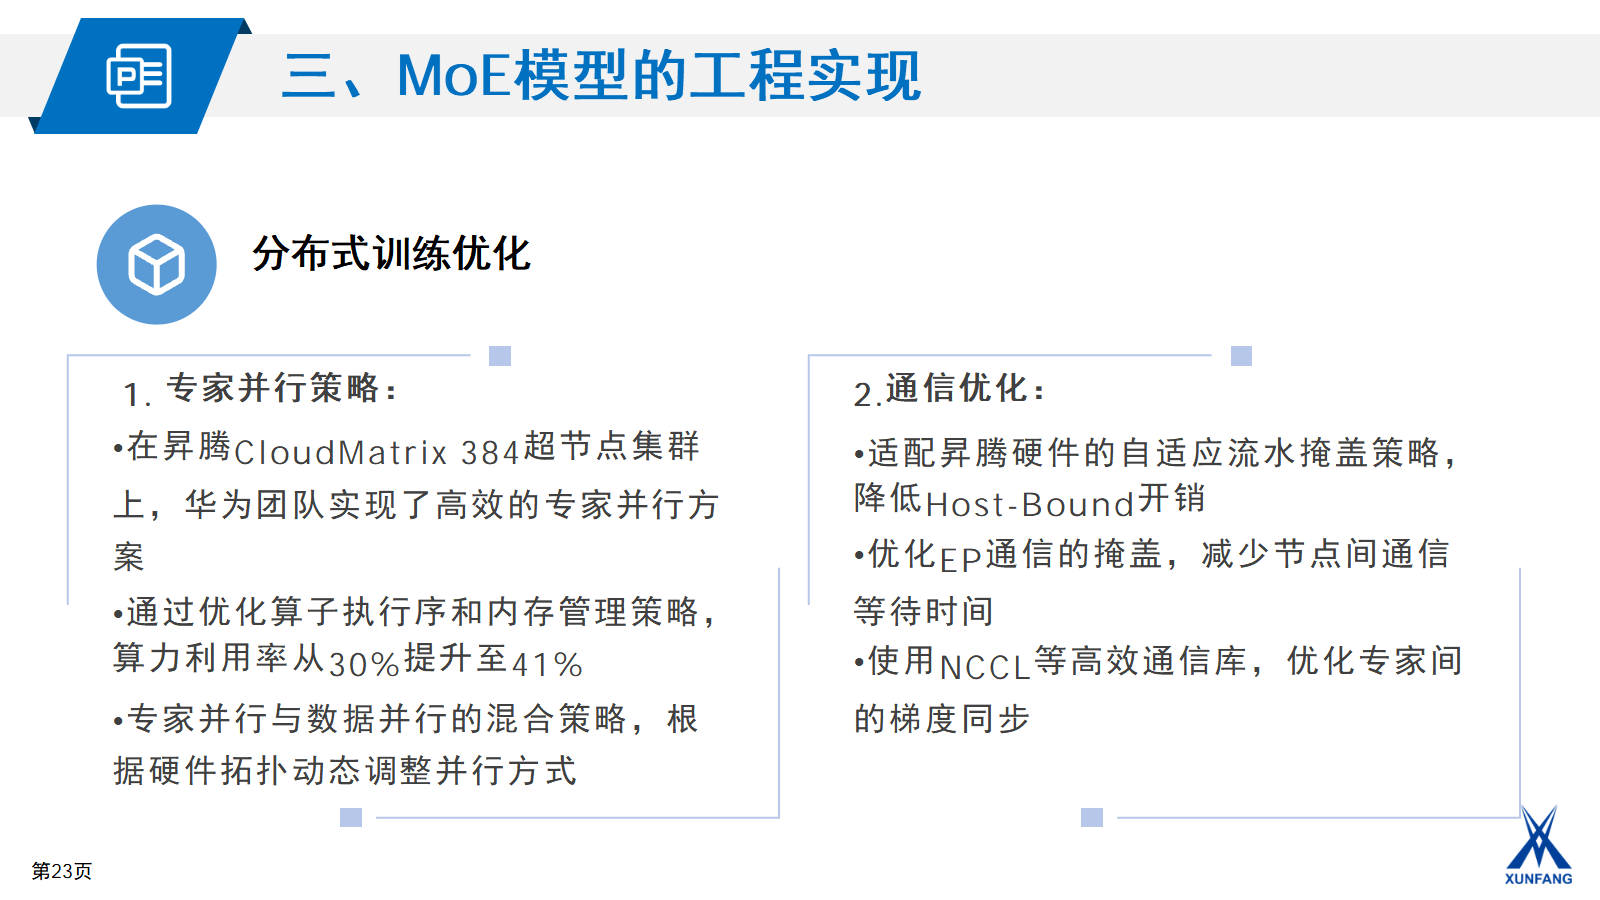 三、MoE模型的工程实现
分布式训练优化
1. 专家并行策略：
•在昇腾CloudMatrix 384超节点集群
上，华为团队实现了高效的专家并行方
案
•通过优化算子执行序和内存管理策略，
算力利用率从30%提升至41%
•专家并行与数据并行的混合策略，根
据硬件拓扑动态调整并行方式
2.通信优化：
•适配昇腾硬件的自适应流水掩盖策略，
降低Host-Bound开销
•优化EP通信的掩盖，减少节点间通信
等待时间
•使用NCCL等高效通信库，优化专家间
的梯度同步
第23页
XUNFANG